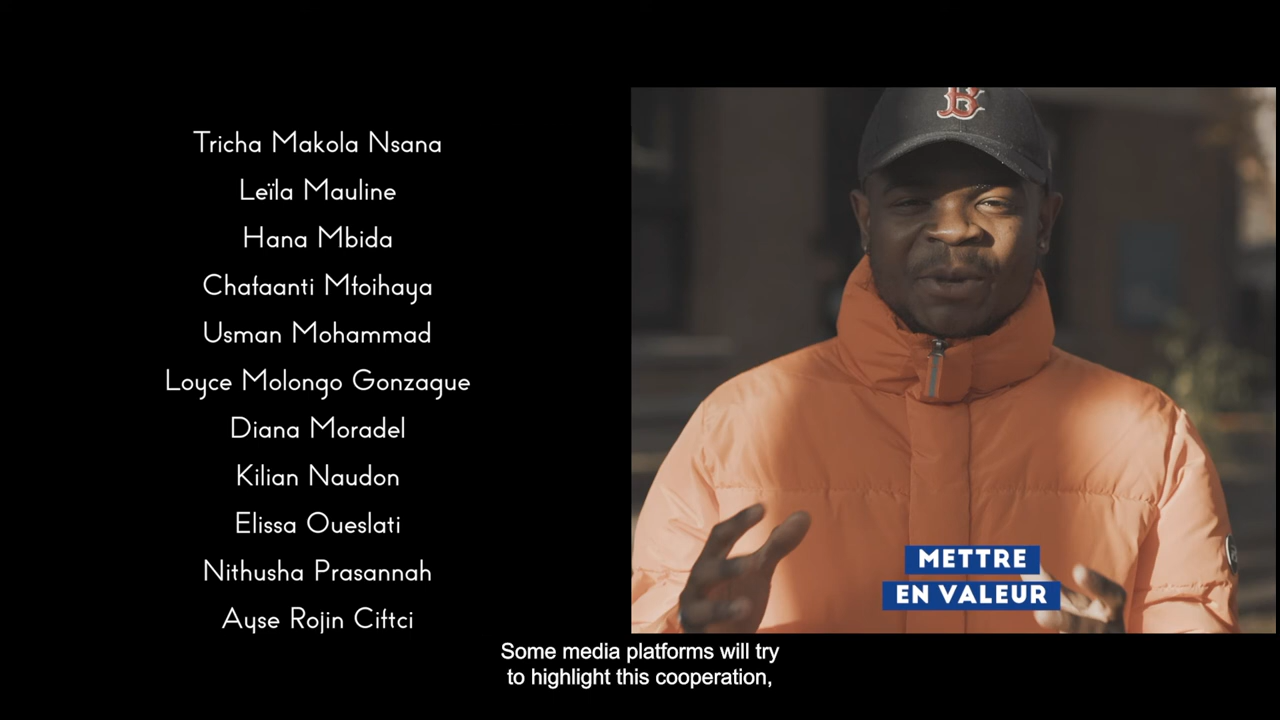 Tricha Makola Nsana
Leïla Mauline
Hana Mbida
Chafaanti Mfoihaya
Usman Mohammad
Loyce Molongo Gonzague
Diana Moradel
Kilian Naudon
Elissa Oueslati
Nithusha Prasannah
Ayse Rojin Ciftci
B
METTRE
EN VALEUR
Some media platforms will try
to highlight this cooperation,